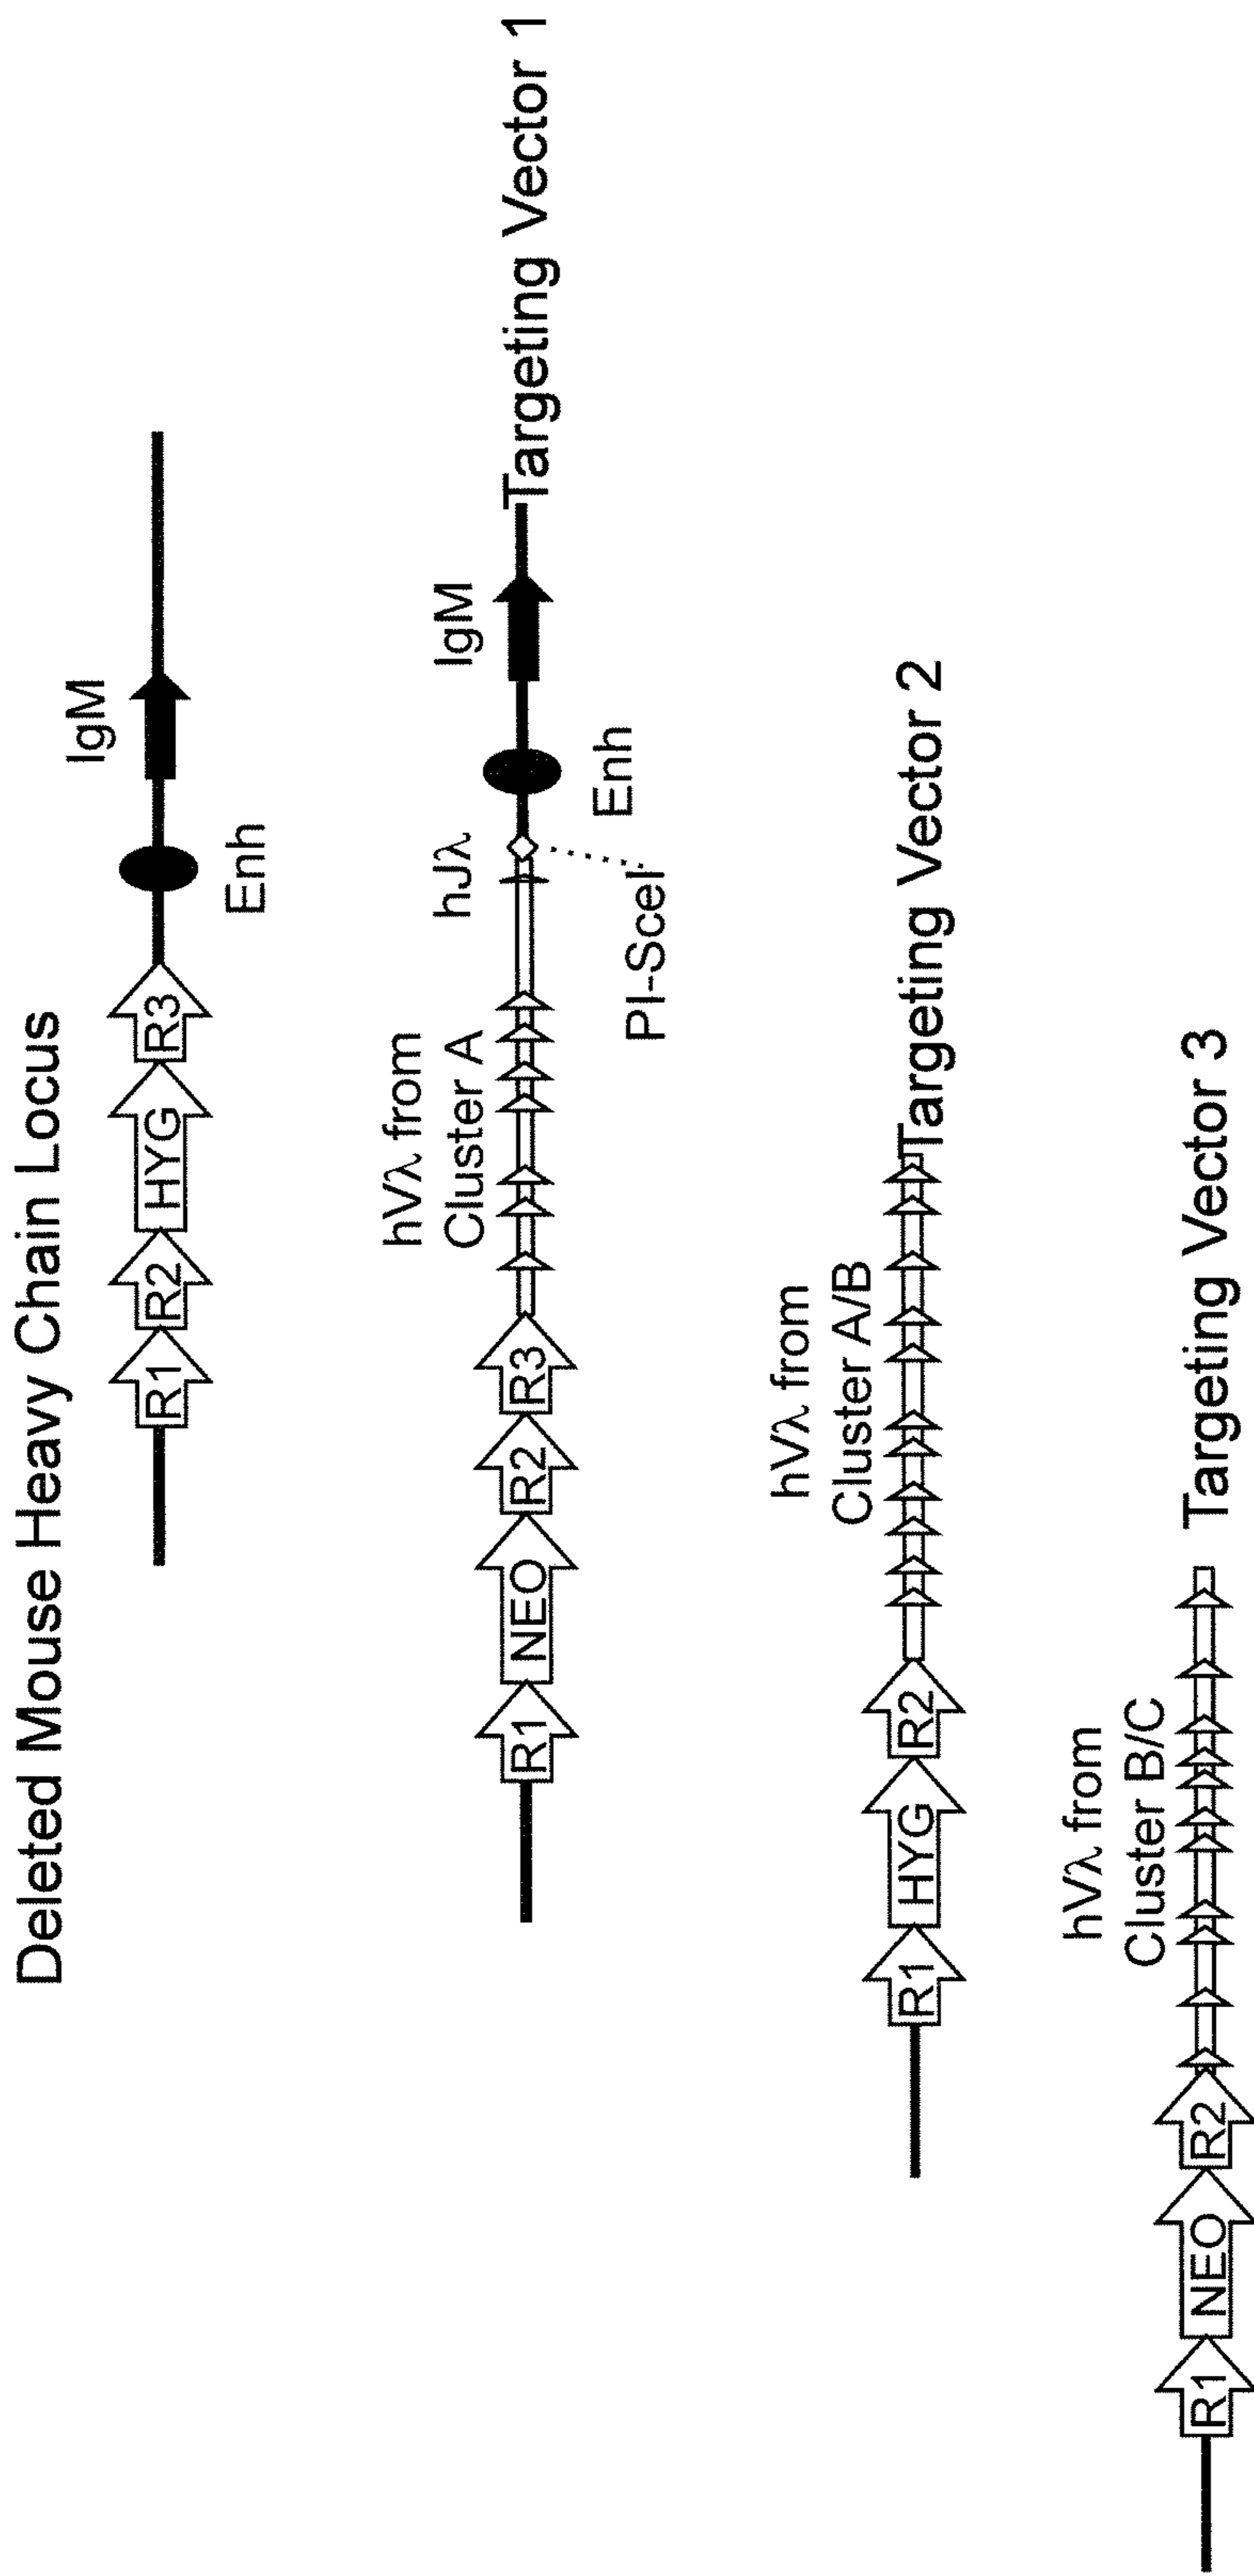 Deleted Mouse Heavy Chain Locus
R1 R2 HYG R3
IgM
Enh
hVλ from
Cluster A
hJλ
IgM
R1 NEO R2 R3
Targeting Vector 1
Enh
PI-SceI
hVλ from
Cluster A/B
R1 HYG R2
Targeting Vector 2
hVλ from
Cluster B/C
R1 NEO R2
Targeting Vector 3